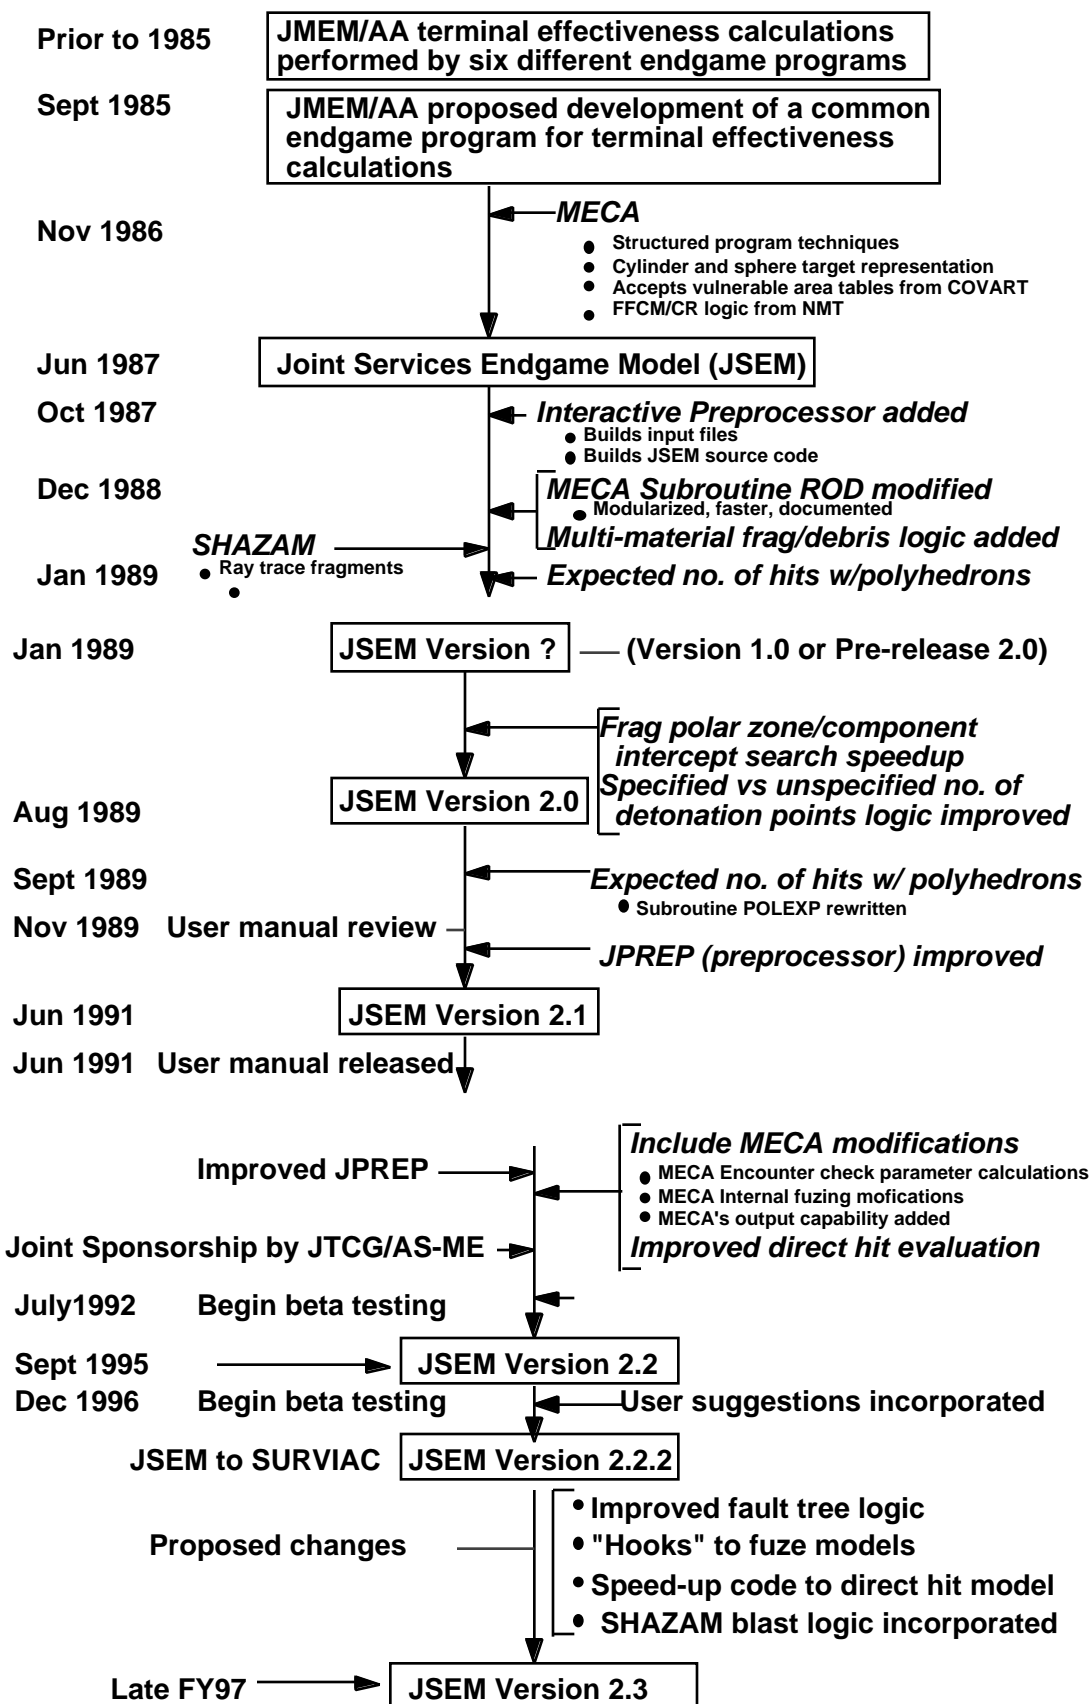 Prior to 1985
JMEM/AA terminal effectiveness calculations
performed by six different endgame programs
Sept 1985
JMEM/AA proposed development of a common
endgame program for terminal effectiveness
calculations
Nov 1986
MECA
• Structured program techniques
• Cylinder and sphere target representation
• Accepts vulnerable area tables from COVART
• FFCM/CR logic from NMT
Jun 1987
Joint Services Endgame Model (JSEM)
Oct 1987
Interactive Preprocessor added
• Builds input files
• Builds JSEM source code
Dec 1988
MECA Subroutine ROD modified
• Modularized, faster, documented
Multi-material frag/debris logic added
SHAZAM
• Ray trace fragments
•
Jan 1989
Expected no. of hits w/polyhedrons
Jan 1989
JSEM Version ?
(Version 1.0 or Pre-release 2.0)
Frag polar zone/component
intercept search speedup
Specified vs unspecified no. of
detonation points logic improved
Aug 1989
JSEM Version 2.0
Sept 1989
Expected no. of hits w/ polyhedrons
• Subroutine POLEXP rewritten
Nov 1989 User manual review
JPREP (preprocessor) improved
Jun 1991
JSEM Version 2.1
Jun 1991 User manual released
Improved JPREP
Include MECA modifications
• MECA Encounter check parameter calculations
• MECA Internal fuzing mofications
• MECA's output capability added
Improved direct hit evaluation
Joint Sponsorship by JTCG/AS-ME
July1992 Begin beta testing
Sept 1995
JSEM Version 2.2
Dec 1996 Begin beta testing
User suggestions incorporated
JSEM to SURVIAC
JSEM Version 2.2.2
Proposed changes
• Improved fault tree logic
• "Hooks" to fuze models
• Speed-up code to direct hit model
• SHAZAM blast logic incorporated
Late FY97
JSEM Version 2.3